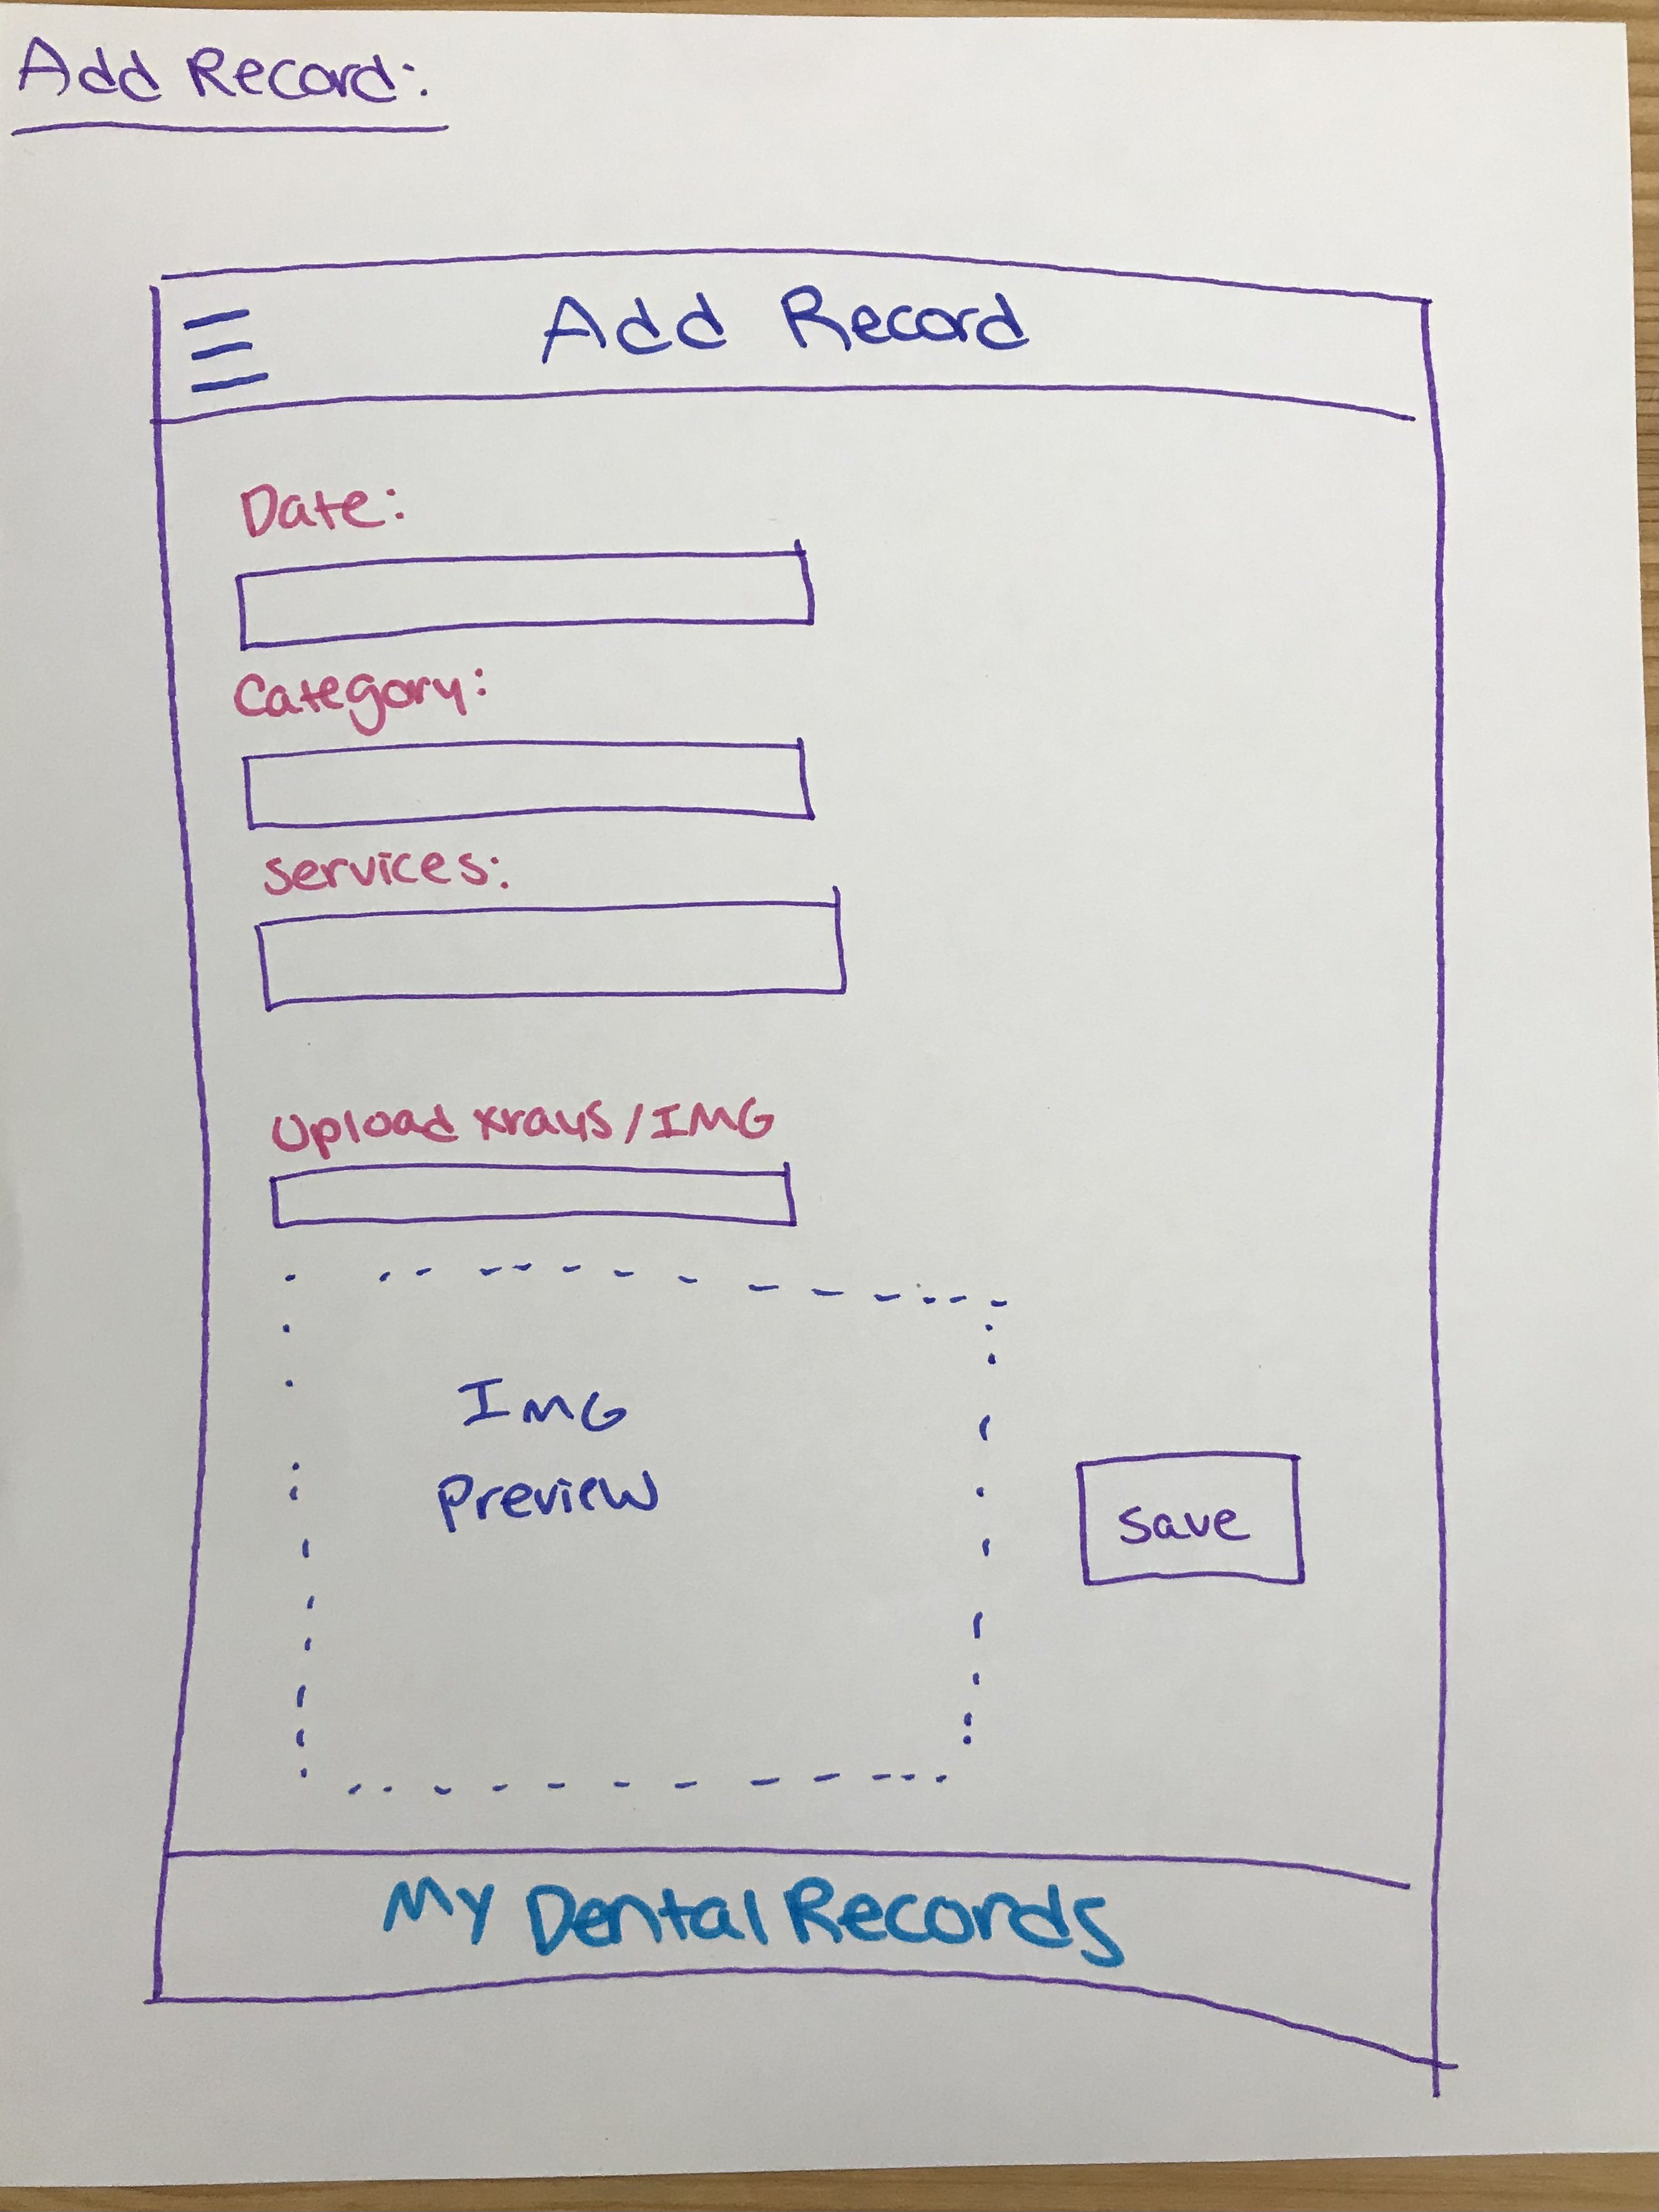 Add Record:
Add Record
Date:
Category:
services:
Upload xrays/IMG
IMG
Preview
save
My Dental Records